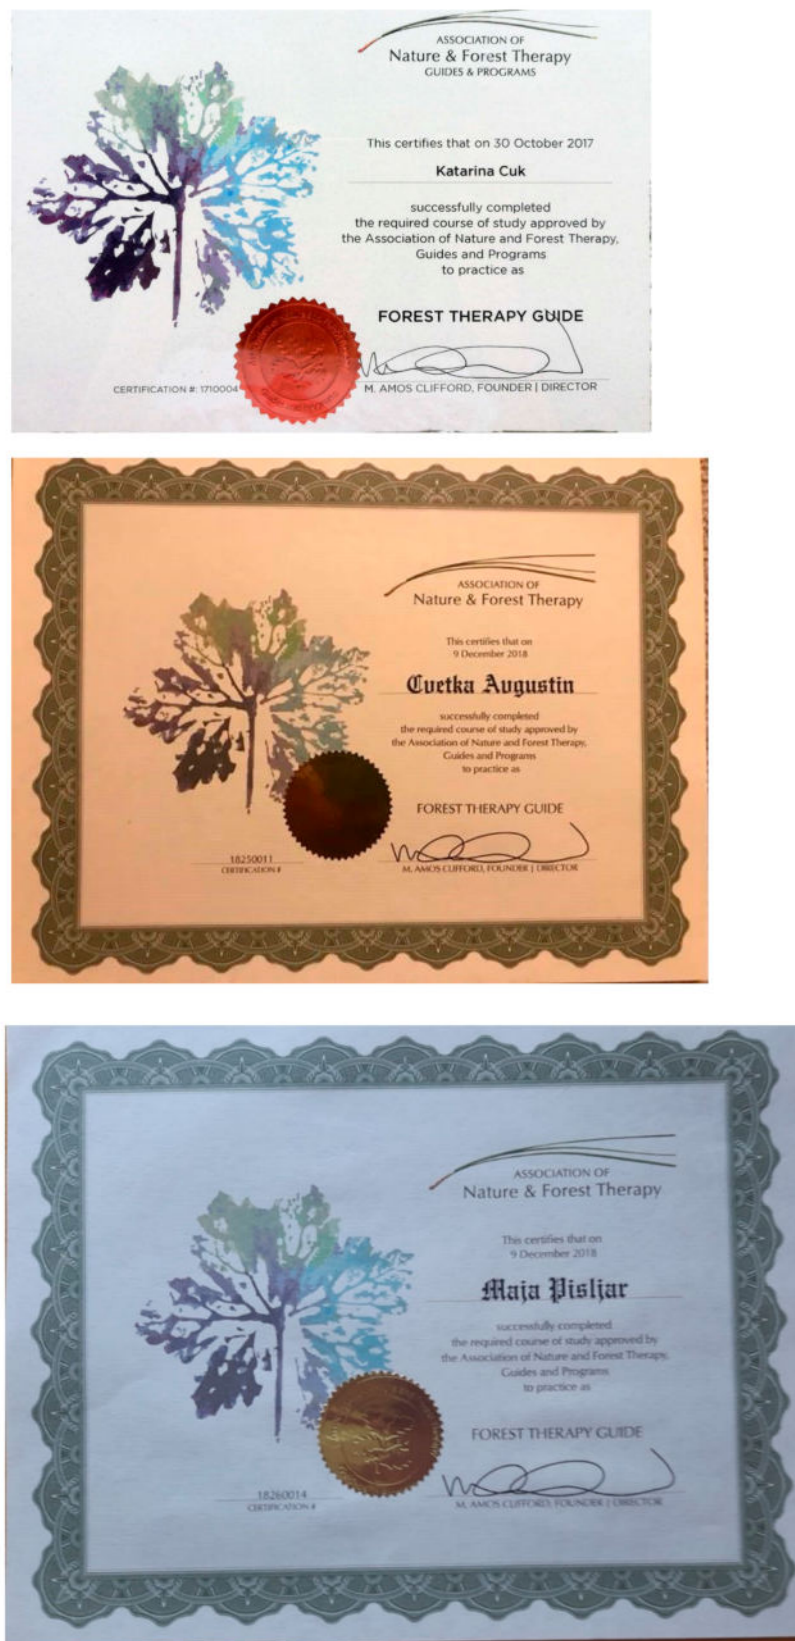 ASSOCIATION OF
Nature & Forest Therapy
GUIDES & PROGRAMS
This certifies that on 30 October 2017
Katarina Cuk
successfully completed
the required course of study approved by
the Association of Nature and Forest Therapy,
Guides and Programs
to practice as
FOREST THERAPY GUIDE
CERTIFICATION #: 1710004
M. AMOS CLIFFORD, FOUNDER | DIRECTOR
ASSOCIATION OF
Nature & Forest Therapy
This certifies that on
9 December 2018
Cvetka Avgustin
successfully completed
the required course of study approved by
the Association of Nature and Forest Therapy,
Guides and Programs
to practice as
FOREST THERAPY GUIDE
18250011
CERTIFICATION #
M. AMOS CLIFFORD, FOUNDER | DIRECTOR
ASSOCIATION OF
Nature & Forest Therapy
This certifies that on
9 December 2018
Maja Pisljar
successfully completed
the required course of study approved by
the Association of Nature and Forest Therapy,
Guides and Programs
to practice as
FOREST THERAPY GUIDE
18260014
CERTIFICATION #
M. AMOS CLIFFORD, FOUNDER | DIRECTOR